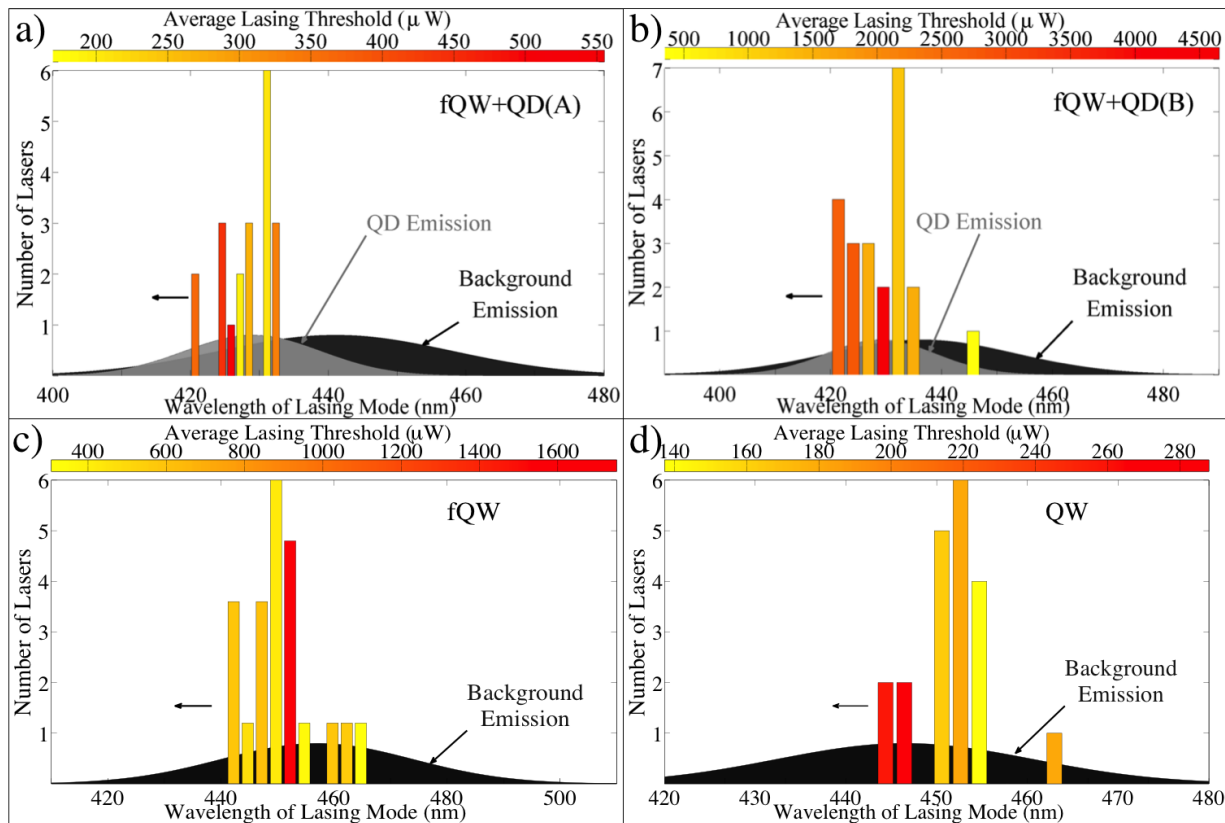 a)
Average Lasing Threshold (μ W)
200 250 300 350 400 450 500 550
fQW+QD(A)
Number of Lasers
6
5
4
3
2
1
QD Emission
Background
Emission
400 420 440 460 480
Wavelength of Lasing Mode (nm)
b)
Average Lasing Threshold (μ W)
500 1000 1500 2000 2500 3000 3500 4000 4500
fQW+QD(B)
Number of Lasers
7
6
5
4
3
2
1
QD Emission
Background
Emission
400 420 440 460 480
Wavelength of Lasing Mode (nm)
c)
Average Lasing Threshold (μW)
400 600 800 1000 1200 1400 1600
fQW
Number of Lasers
6
5
4
3
2
1
Background
Emission
420 440 460 480 500
Wavelength of Lasing Mode (nm)
d)
Average Lasing Threshold (μW)
140 160 180 200 220 240 260 280
QW
Number of Lasers
6
5
4
3
2
1
Background
Emission
420 430 440 450 460 470 480
Wavelength of Lasing Mode (nm)